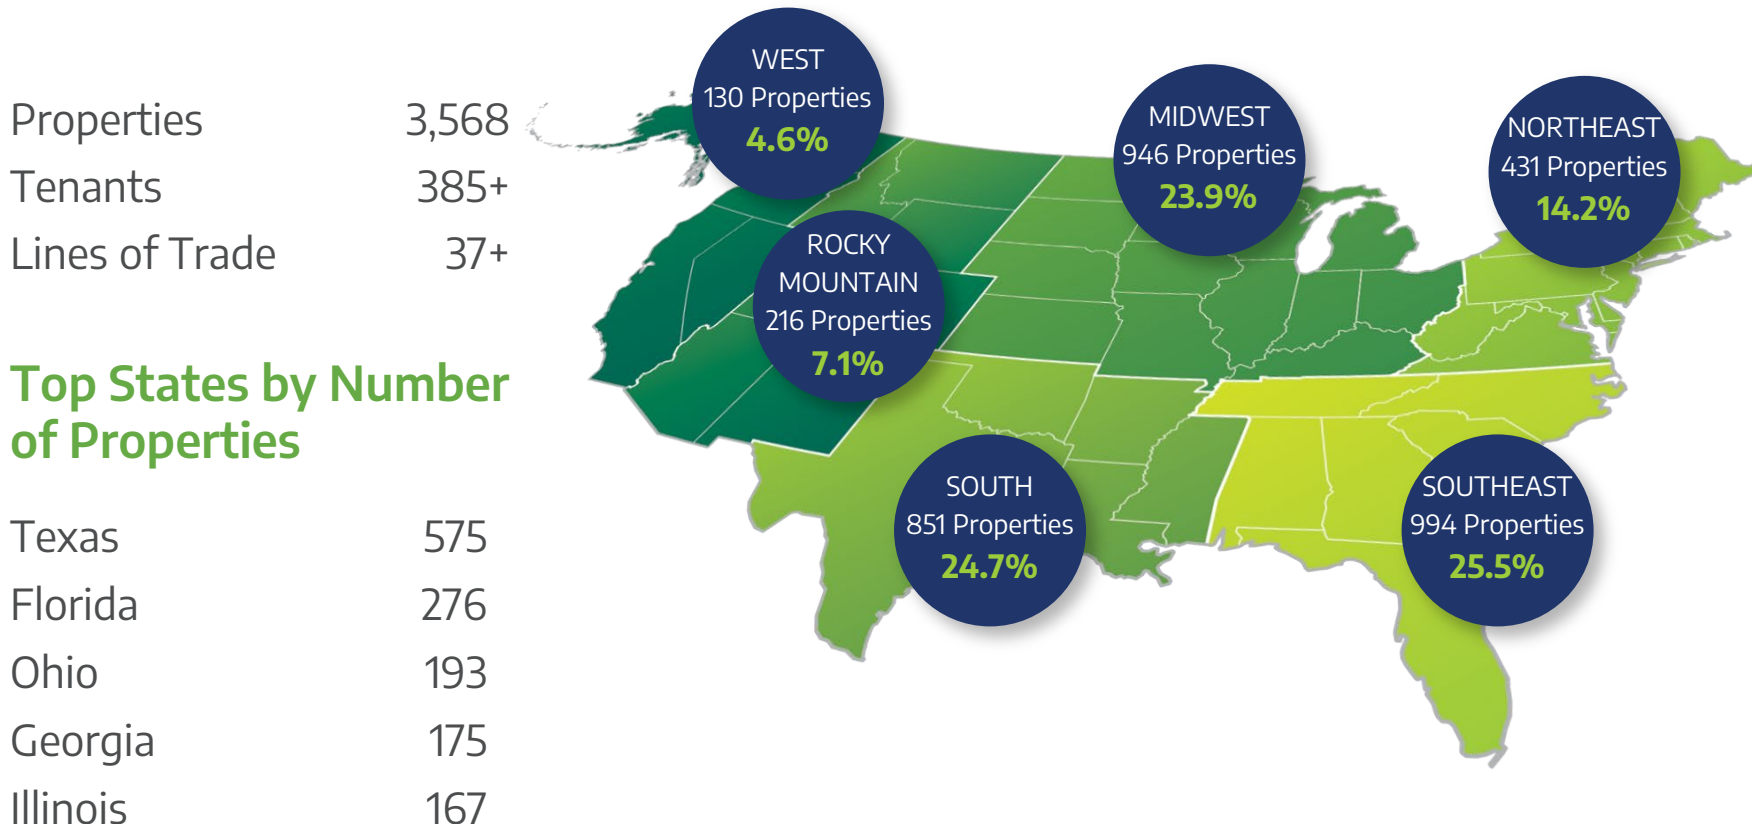 Properties 3,568
Tenants 385+
Lines of Trade 37+
Top States by Number
of Properties
Texas 575
Florida 276
Ohio 193
Georgia 175
Illinois 167
WEST
130 Properties
4.6%
ROCKY
MOUNTAIN
216 Properties
7.1%
MIDWEST
946 Properties
23.9%
NORTHEAST
431 Properties
14.2%
SOUTH
851 Properties
24.7%
SOUTHEAST
994 Properties
25.5%